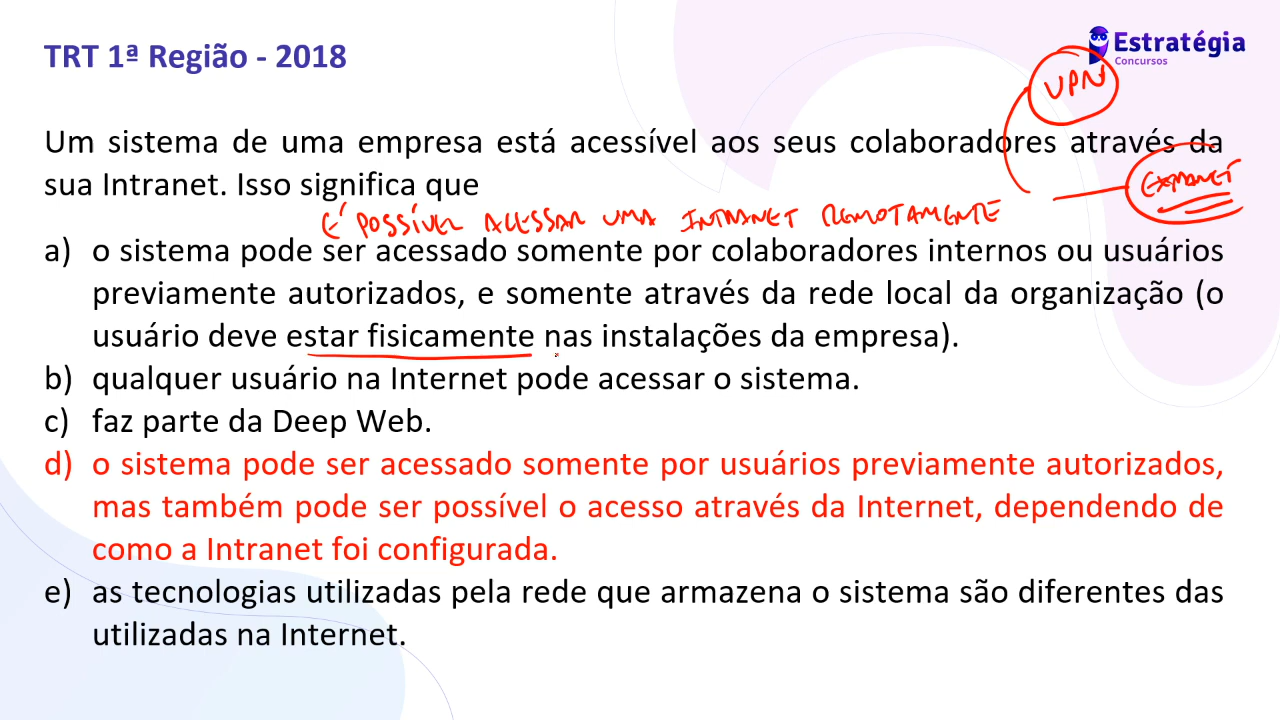 TRT 1ª Região - 2018
Estratégia
Concursos
VPN
Um sistema de uma empresa está acessível aos seus colaboradores através da
sua Intranet. Isso significa que
EXTRANET
É POSSÍVEL ACESSAR UMA INTRANET REMOTAMENTE
a) o sistema pode ser acessado somente por colaboradores internos ou usuários
previamente autorizados, e somente através da rede local da organização (o
usuário deve estar fisicamente nas instalações da empresa).
b) qualquer usuário na Internet pode acessar o sistema.
c) faz parte da Deep Web.
d) o sistema pode ser acessado somente por usuários previamente autorizados,
mas também pode ser possível o acesso através da Internet, dependendo de
como a Intranet foi configurada.
e) as tecnologias utilizadas pela rede que armazena o sistema são diferentes das
utilizadas na Internet.